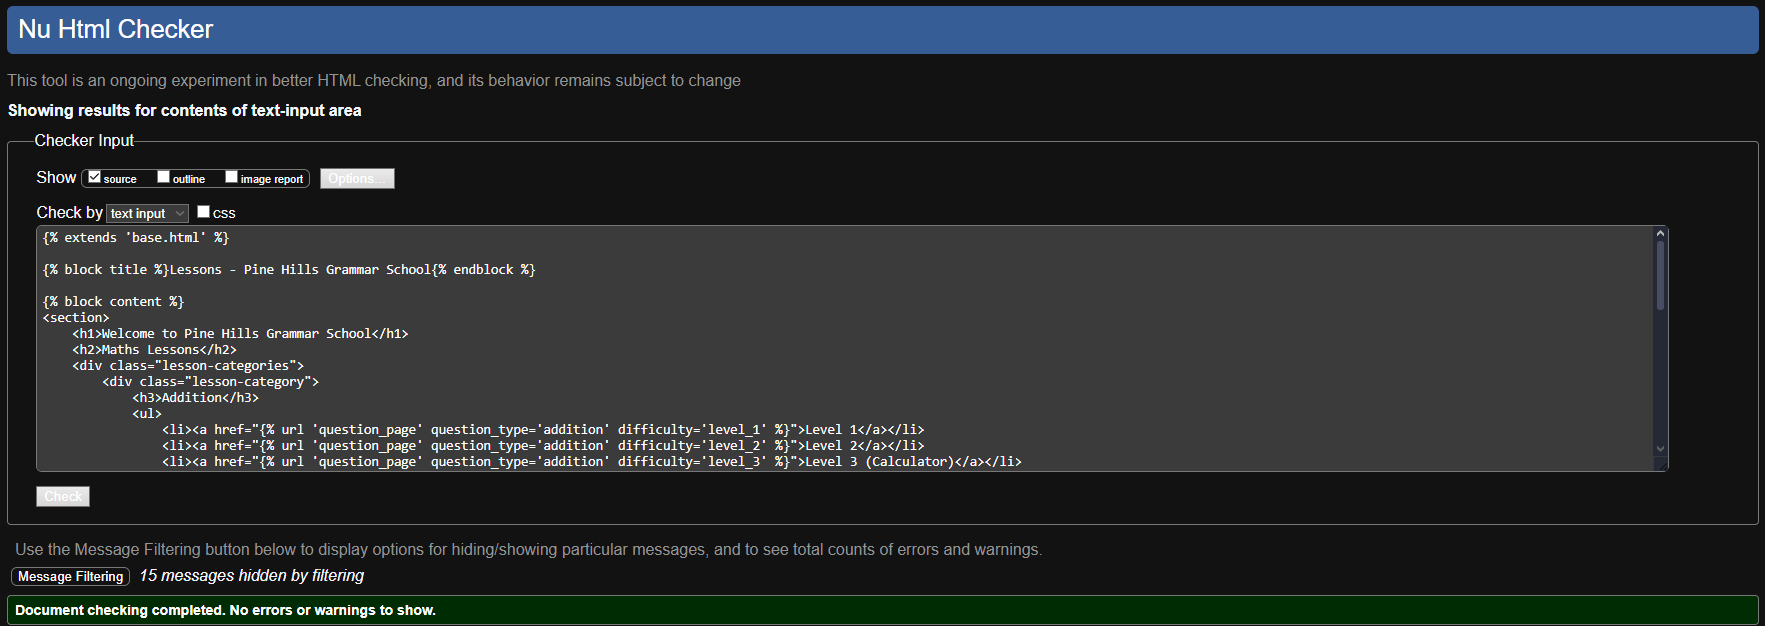 Nu Html Checker
This tool is an ongoing experiment in better HTML checking, and its behavior remains subject to change
Showing results for contents of text-input area
Checker Input
Show source outline image report Options...
Check by text input css
{% extends 'base.html' %}
{% block title %}Lessons - Pine Hills Grammar School{% endblock %}
{% block content %}
<section>
<h1>Welcome to Pine Hills Grammar School</h1>
<h2>Maths Lessons</h2>
<div class="lesson-categories">
<div class="lesson-category">
<h3>Addition</h3>
<ul>
<li><a href="{% url 'question_page' question_type='addition' difficulty='level_1' %}">Level 1</a></li>
<li><a href="{% url 'question_page' question_type='addition' difficulty='level_2' %}">Level 2</a></li>
<li><a href="{% url 'question_page' question_type='addition' difficulty='level_3' %}">Level 3 (Calculator)</a></li>
Check
Use the Message Filtering button below to display options for hiding/showing particular messages, and to see total counts of errors and warnings.
Message Filtering 15 messages hidden by filtering
Document checking completed. No errors or warnings to show.